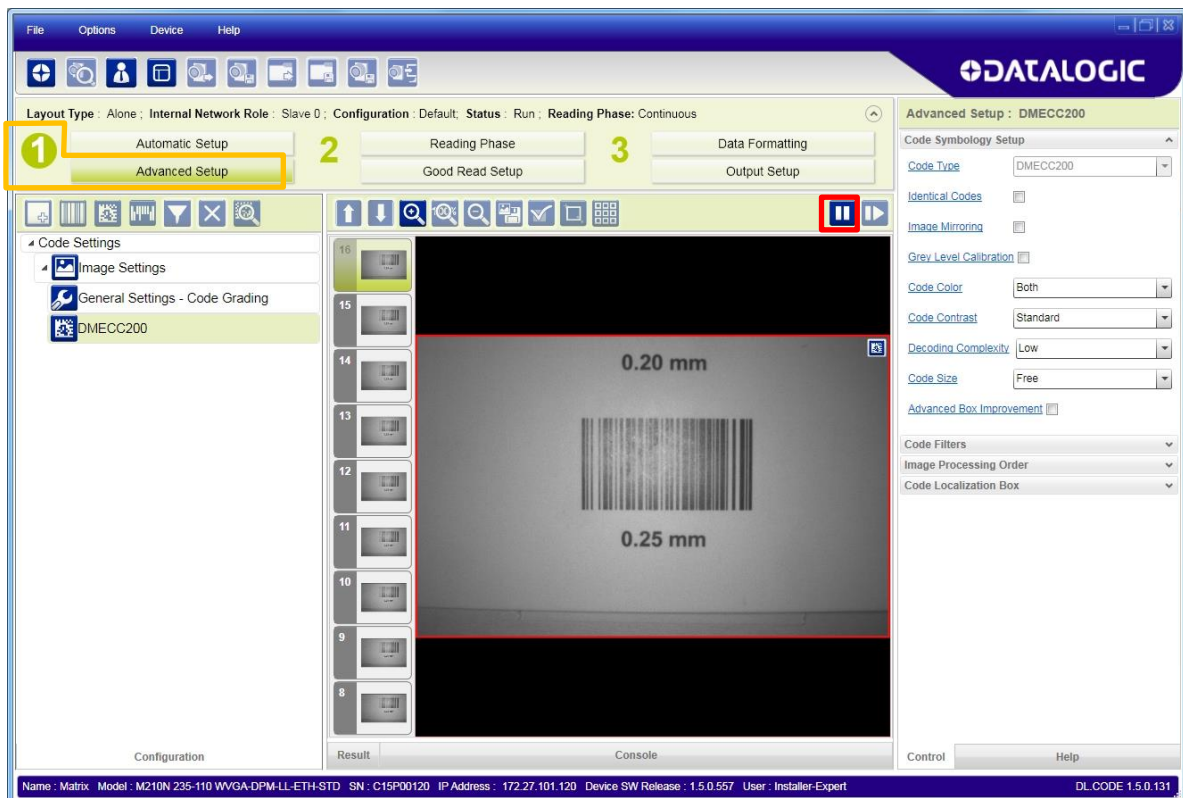 File Options Device Help
DATALOGIC
Layout Type : Alone ; Internal Network Role : Slave 0 ; Configuration : Default; Status : Run ; Reading Phase: Continuous
1
Automatic Setup
Advanced Setup
2
Reading Phase
Good Read Setup
3
Data Formatting
Output Setup
Code Settings
Image Settings
General Settings - Code Grading
DMECC200
Configuration
100%
16
15
14
13
12
11
10
9
8
0.20 mm
0.25 mm
Result Console
Advanced Setup : DMECC200
Code Symbology Setup
Code Type DMECC200
Identical Codes
Image Mirroring
Grey Level Calibration
Code Color Both
Code Contrast Standard
Decoding Complexity Low
Code Size Free
Advanced Box Improvement
Code Filters
Image Processing Order
Code Localization Box
Control Help
Name : Matrix Model : M210N 235-110 WVGA-DPM-LL-ETH-STD SN : C15P00120 IP Address : 172.27.101.120 Device SW Release : 1.5.0.557 User : Installer-Expert DL.CODE 1.5.0.131